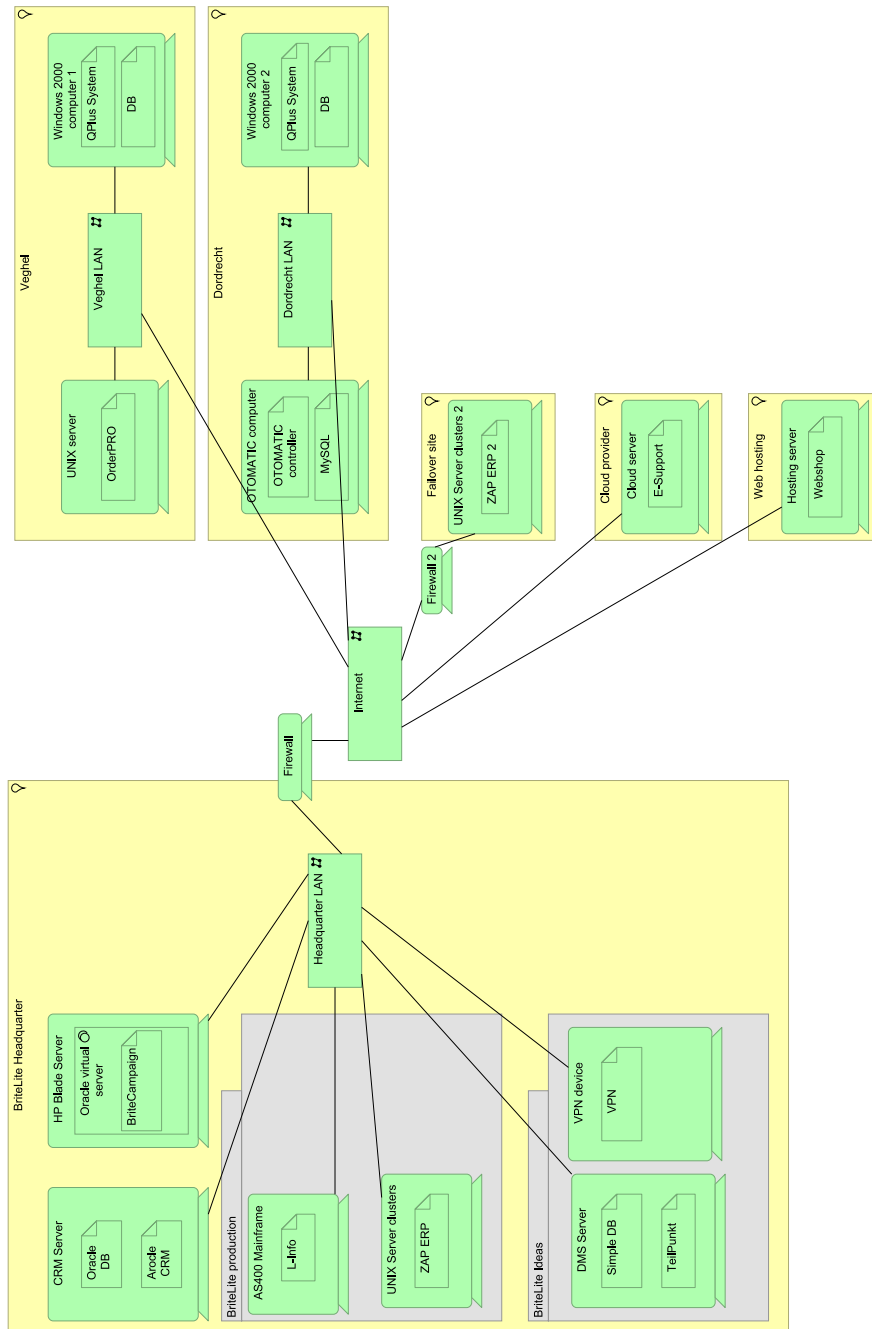 BriteLite Headquarter
CRM Server
Oracle
DB
Arocle
CRM
HP Blade Server
Oracle virtual
server
BriteCampaign
BriteLite production
AS400 Mainframe
L-Info
UNIX Server clusters
ZAP ERP
BriteLite Ideas
DMS Server
Simple DB
TeilPunkt
VPN device
VPN
Headquarter LAN
Firewall
Internet
Veghel
UNIX server
OrderPRO
Veghel LAN
Windows 2000
computer 1
QPlus System
DB
Dordrecht
OTOMATIC computer
OTOMATIC
controller
MySQL
Dordrecht LAN
Windows 2000
computer 2
QPlus System
DB
Firewall 2
Failover site
UNIX Server clusters 2
ZAP ERP 2
Cloud provider
Cloud server
E-Support
Web hosting
Hosting server
Webshop